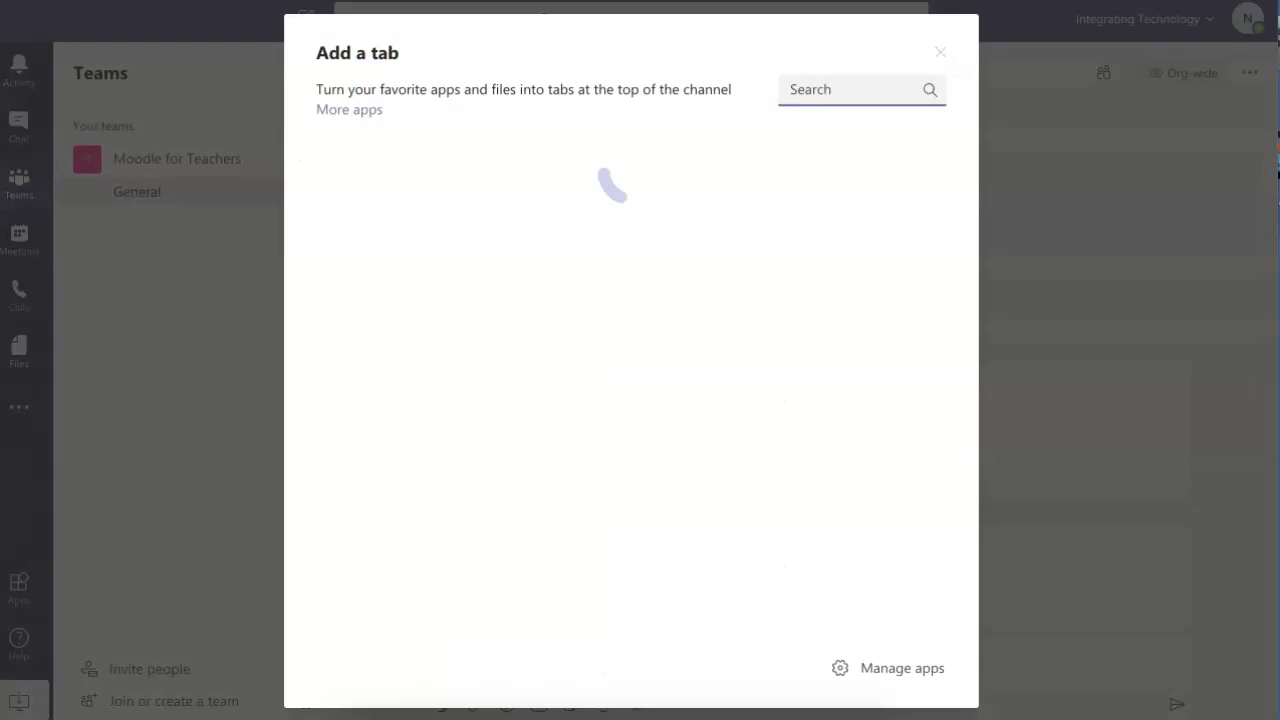 Integrating Technology
N
Add a tab
Turn your favorite apps and files into tabs at the top of the channel
More apps
Search
Activity
Teams
Org-wide
Chat
Your teams
Moodle for Teachers
Teams
General
Meetings
Calls
Files
Apps
Help
Invite people
Manage apps
Join or create a team